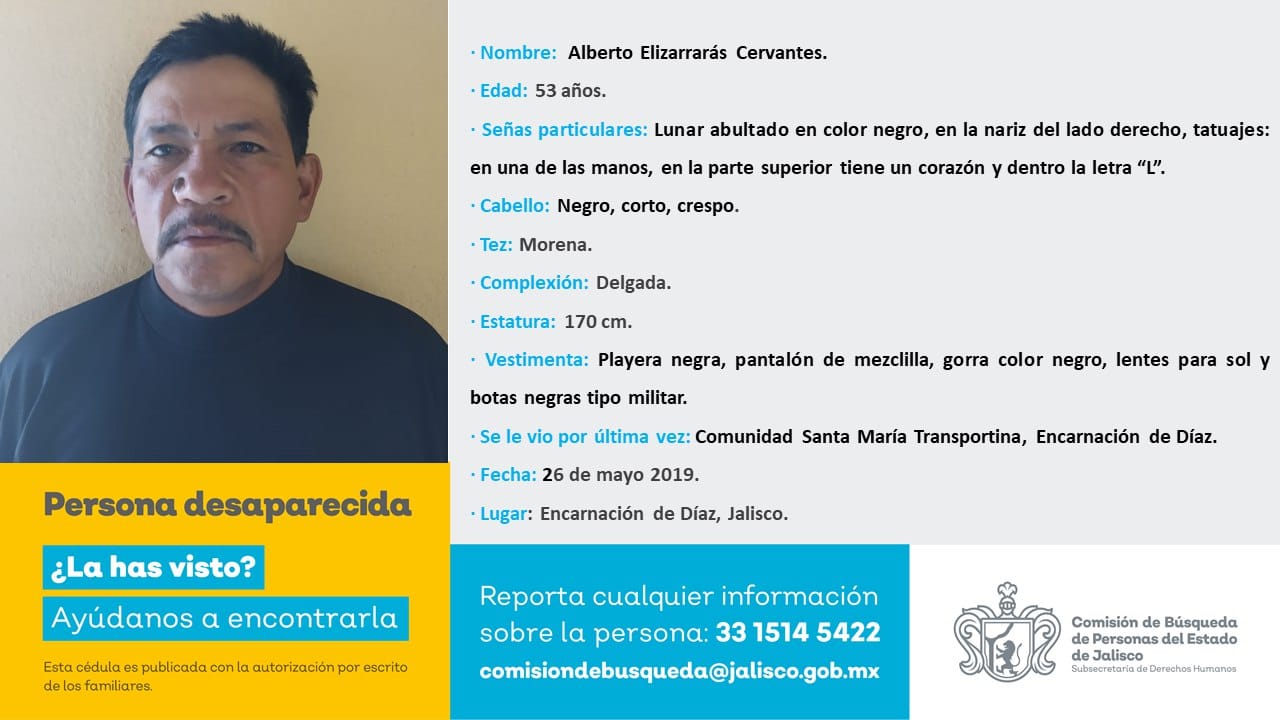 · Nombre: Alberto Elizarrarás Cervantes.
· Edad: 53 años.
· Señas particulares: Lunar abultado en color negro, en la nariz del lado derecho, tatuajes:
en una de las manos, en la parte superior tiene un corazón y dentro la letra “L”.
· Cabello: Negro, corto, crespo.
· Tez: Morena.
· Complexión: Delgada.
· Estatura: 170 cm.
· Vestimenta: Playera negra, pantalón de mezclilla, gorra color negro, lentes para sol y
botas negras tipo militar.
· Se le vio por última vez: Comunidad Santa María Transportina, Encarnación de Díaz.
· Fecha: 26 de mayo 2019.
· Lugar: Encarnación de Díaz, Jalisco.
Persona desaparecida
¿La has visto?
Ayúdanos a encontrarla
Esta cédula es publicada con la autorización por escrito
de los familiares.
Reporta cualquier información
sobre la persona: 33 1514 5422
comisiondebusqueda@jalisco.gob.mx
Comisión de Búsqueda
de Personas del Estado
de Jalisco
Subsecretaría de Derechos Humanos